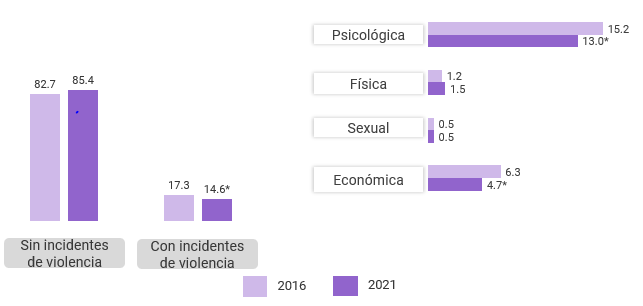 82.7
85.4
17.3
14.6*
Sin incidentes
de violencia
Con incidentes
de violencia
Psicológica
15.2
13.0*
Física
1.2
1.5
Sexual
0.5
0.5
Económica
6.3
4.7*
2016
2021